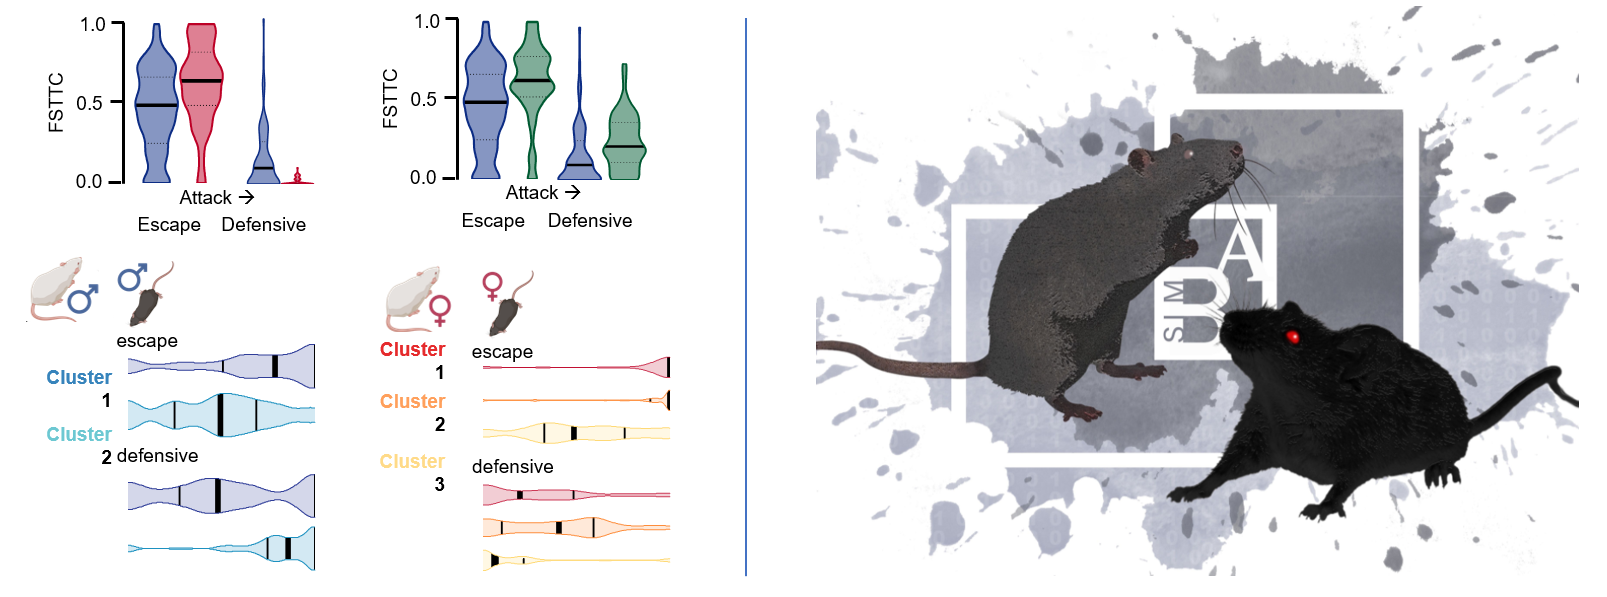 1.0
0.5
0.0
FSTTC
Attack →
Escape Defensive
1.0
0.5
0.0
FSTTC
Attack →
Escape Defensive
♂ ♂
escape
Cluster
1
Cluster
2
defensive
♀ ♀
Cluster
1
escape
Cluster
2
Cluster
3
defensive
SIM
B
A